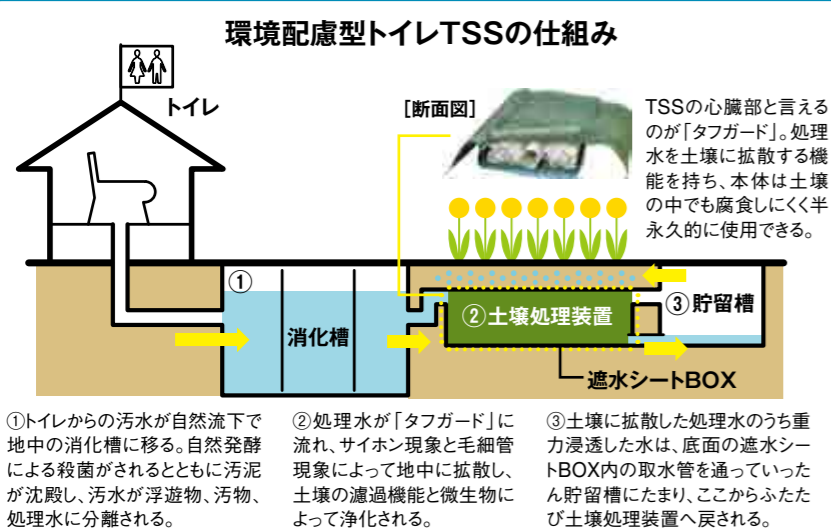 環境配慮型トイレTSSの仕組み
トイレ
[断面図]
TSSの心臓部と言える
のが「タフガード」。処理
水を土壌に拡散する機
能を持ち、本体は土壌
の中でも腐食しにくく半
永久的に使用できる。
①
消化槽
②土壌処理装置
③貯留槽
遮水シートBOX
①トイレからの汚水が自然流下で
地中の消化槽に移る。自然発酵
による殺菌がされるとともに汚泥
が沈殿し、汚水が浮遊物、汚物、
処理水に分離される。
②処理水が「タフガード」に
流れ、サイホン現象と毛細管
現象によって地中に拡散し、
土壌の濾過機能と微生物に
よって浄化される。
③土壌に拡散した処理水のうち重
力浸透した水は、底面の遮水シー
トBOX内の取水管を通っていった
ん貯留槽にたまり、ここからふたた
び土壌処理装置へ戻される。